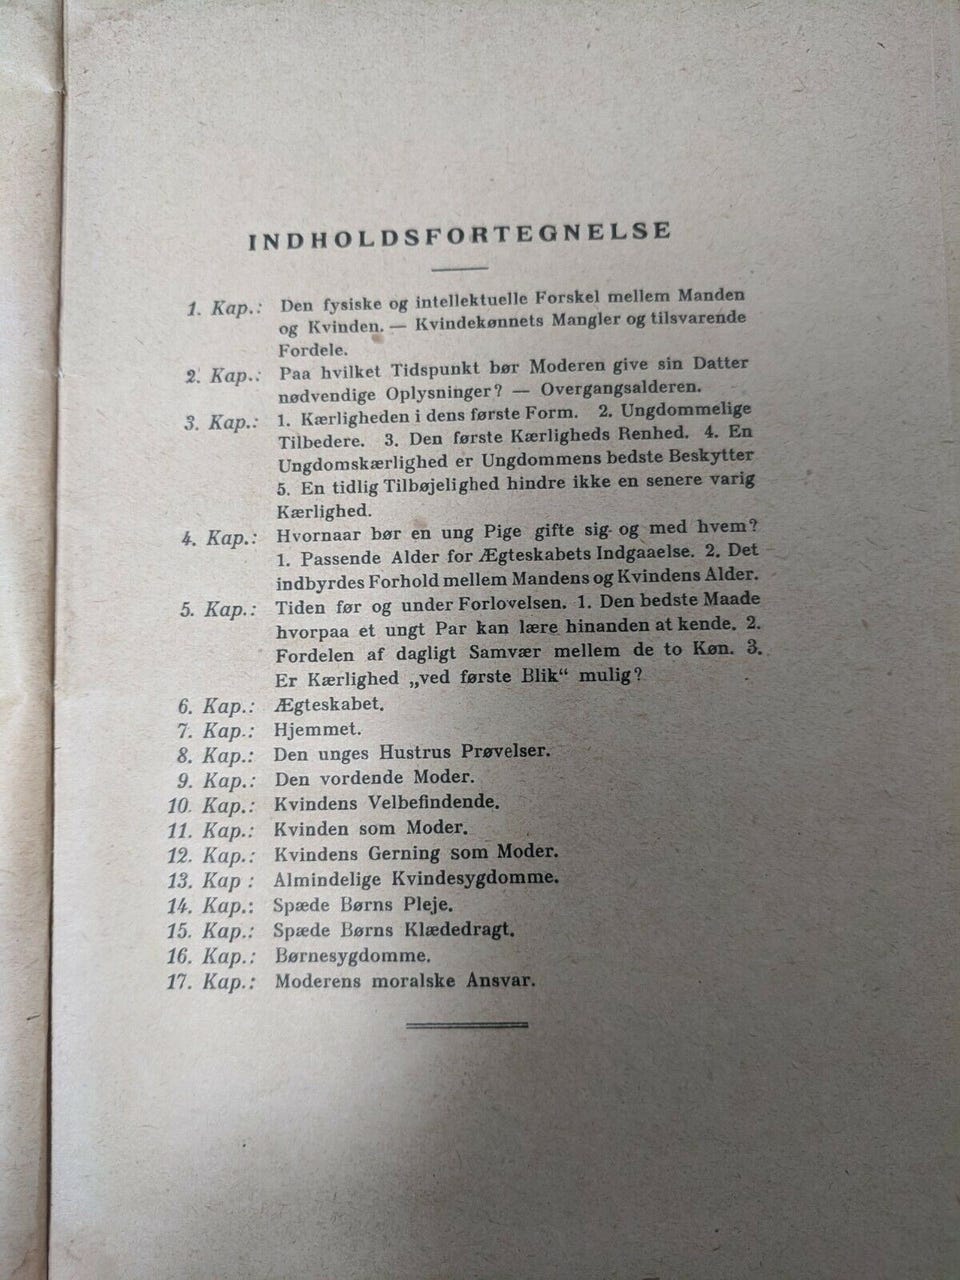 INDHOLDSFORTEGNELSE
1. Kap.: Den fysiske og intellektuelle Forskel mellem Manden
og Kvinden. — Kvindekønnets Mangler og tilsvarende
Fordele.
2. Kap.: Paa hvilket Tidspunkt bør Moderen give sin Datter
nødvendige Oplysninger? — Overgangsalderen.
3. Kap.: 1. Kærligheden i dens første Form. 2. Ungdommelige
Tilbedere. 3. Den første Kærligheds Renhed. 4. En
Ungdomskærlighed er Ungdommens bedste Beskytter
5. En tidlig Tilbøjelighed hindre ikke en senere varig
Kærlighed.
4. Kap.: Hvornaar bør en ung Pige gifte sig og med hvem?
1. Passende Alder for Ægteskabets Indgaaelse. 2. Det
indbyrdes Forhold mellem Mandens og Kvindens Alder.
5. Kap.: Tiden før og under Forlovelsen. 1. Den bedste Maade
hvorpaa et ungt Par kan lære hinanden at kende. 2.
Fordelen af dagligt Samvær mellem de to Køn. 3.
Er Kærlighed „ved første Blik“ mulig?
6. Kap.: Ægteskabet.
7. Kap.: Hjemmet.
8. Kap.: Den unges Hustrus Prøvelser.
9. Kap.: Den vordende Moder.
10. Kap.: Kvindens Velbefindende.
11. Kap.: Kvinden som Moder.
12. Kap.: Kvindens Gerning som Moder.
13. Kap : Almindelige Kvindesygdomme.
14. Kap.: Spæde Børns Pleje.
15. Kap.: Spæde Børns Klædedragt.
16. Kap.: Børnesygdomme.
17. Kap.: Moderens moralske Ansvar.